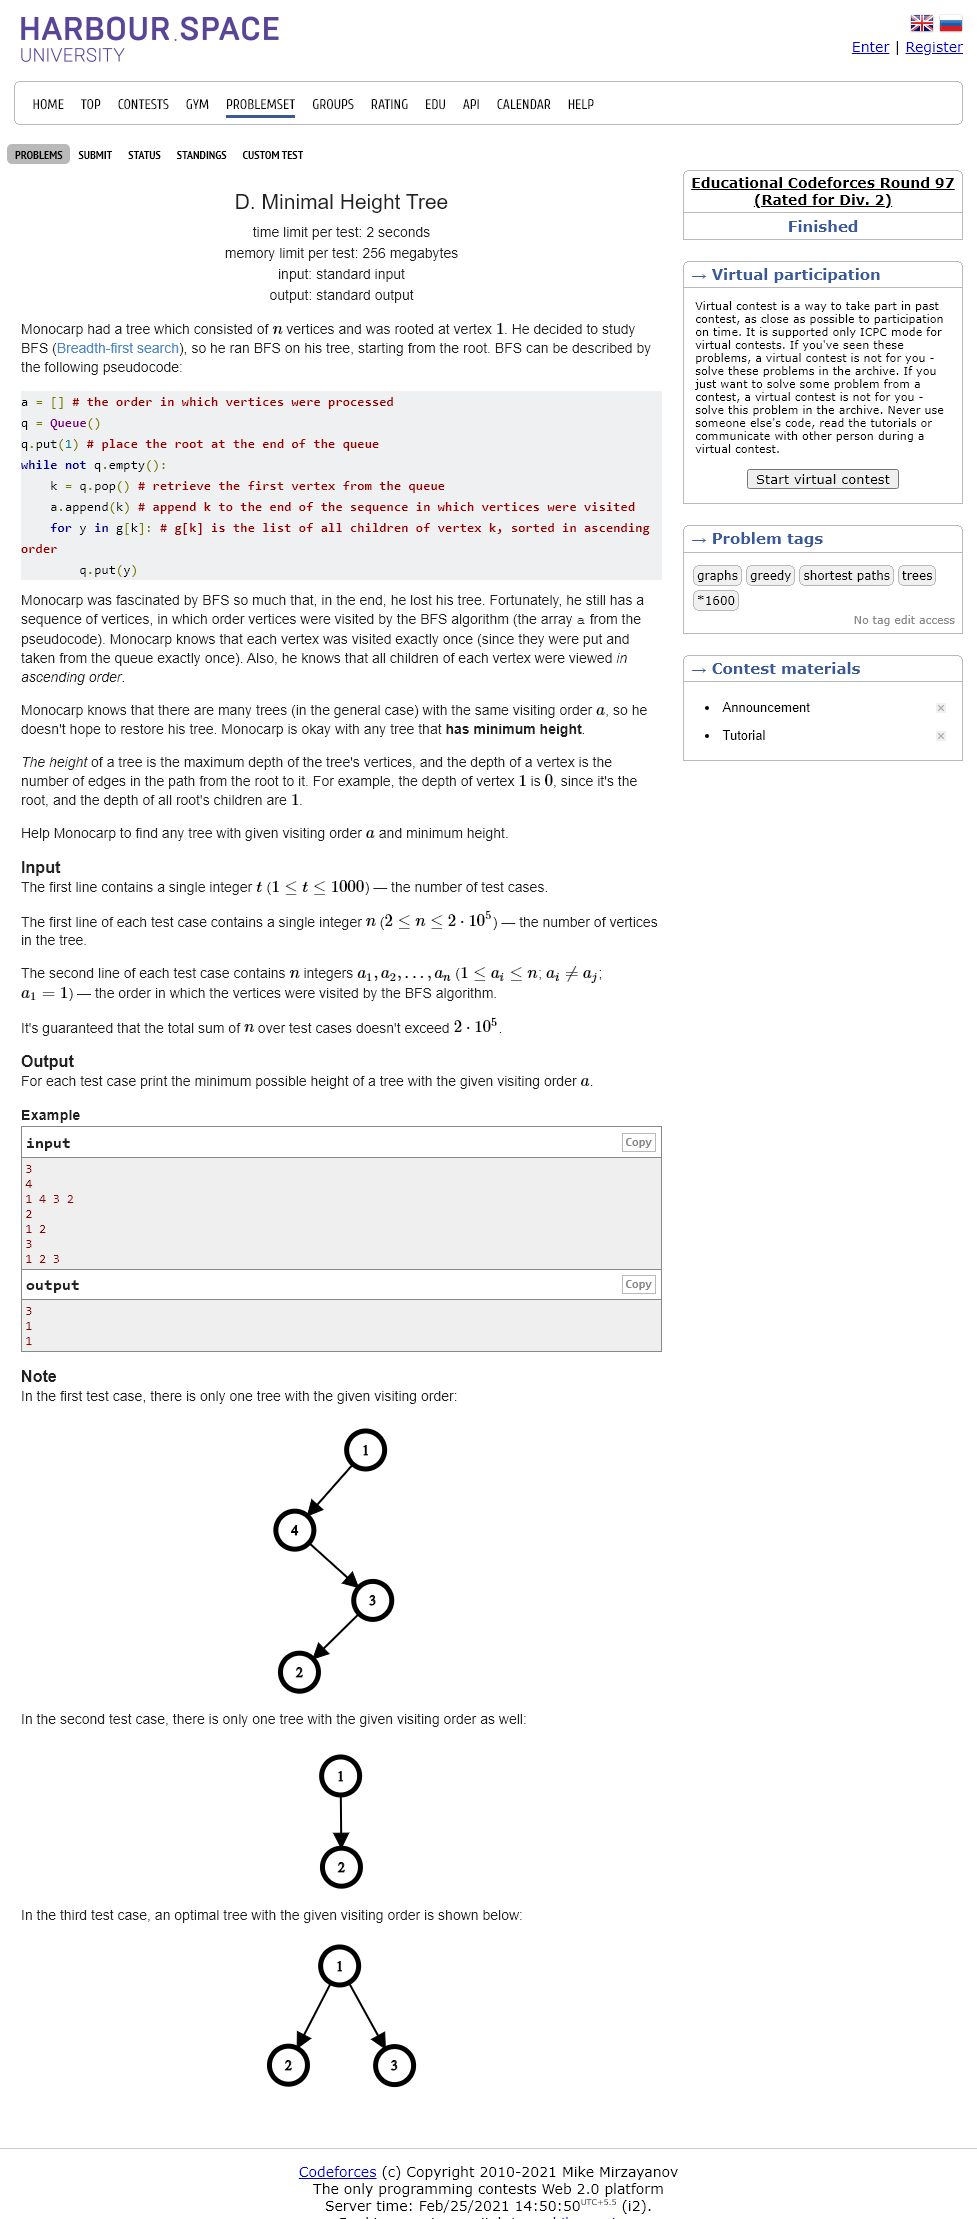 HARBOUR.SPACE
UNIVERSITY
Enter | Register
HOME TOP CONTESTS GYM PROBLEMSET GROUPS RATING EDU API CALENDAR HELP
PROBLEMS SUBMIT STATUS STANDINGS CUSTOM TEST
D. Minimal Height Tree
time limit per test: 2 seconds
memory limit per test: 256 megabytes
input: standard input
output: standard output
Monocarp had a tree which consisted of n vertices and was rooted at vertex 1. He decided to study
BFS (Breadth-first search), so he ran BFS on his tree, starting from the root. BFS can be described by
the following pseudocode:
a = [] # the order in which vertices were processed
q = Queue()
q.put(1) # place the root at the end of the queue
while not q.empty():
    k = q.pop() # retrieve the first vertex from the queue
    a.append(k) # append k to the end of the sequence in which vertices were visited
    for y in g[k]: # g[k] is the list of all children of vertex k, sorted in ascending
order
        q.put(y)
Monocarp was fascinated by BFS so much that, in the end, he lost his tree. Fortunately, he still has a
sequence of vertices, in which order vertices were visited by the BFS algorithm (the array a from the
pseudocode). Monocarp knows that each vertex was visited exactly once (since they were put and
taken from the queue exactly once). Also, he knows that all children of each vertex were viewed in
ascending order.
Monocarp knows that there are many trees (in the general case) with the same visiting order a, so he
doesn't hope to restore his tree. Monocarp is okay with any tree that has minimum height.
The height of a tree is the maximum depth of the tree's vertices, and the depth of a vertex is the
number of edges in the path from the root to it. For example, the depth of vertex 1 is 0, since it's the
root, and the depth of all root's children are 1.
Help Monocarp to find any tree with given visiting order a and minimum height.
Input
The first line contains a single integer t (1 ≤ t ≤ 1000) — the number of test cases.
The first line of each test case contains a single integer n (2 ≤ n ≤ 2 · 10⁵) — the number of vertices
in the tree.
The second line of each test case contains n integers a₁, a₂, …, aₙ (1 ≤ aᵢ ≤ n; aᵢ ≠ aⱼ;
a₁ = 1) — the order in which the vertices were visited by the BFS algorithm.
It's guaranteed that the total sum of n over test cases doesn't exceed 2 · 10⁵.
Output
For each test case print the minimum possible height of a tree with the given visiting order a.
Example
input Copy
3
4
1 4 3 2
2
1 2
3
1 2 3
output Copy
3
1
1
Note
In the first test case, there is only one tree with the given visiting order:
1
4
3
2
In the second test case, there is only one tree with the given visiting order as well:
1
2
In the third test case, an optimal tree with the given visiting order is shown below:
1
2 3
Educational Codeforces Round 97
(Rated for Div. 2)
Finished
→ Virtual participation
Virtual contest is a way to take part in past
contest, as close as possible to participation
on time. It is supported only ICPC mode for
virtual contests. If you've seen these
problems, a virtual contest is not for you -
solve these problems in the archive. If you
just want to solve some problem from a
contest, a virtual contest is not for you -
solve this problem in the archive. Never use
someone else's code, read the tutorials or
communicate with other person during a
virtual contest.
Start virtual contest
→ Problem tags
graphs greedy shortest paths trees
*1600
No tag edit access
→ Contest materials
• Announcement
• Tutorial
Codeforces (c) Copyright 2010-2021 Mike Mirzayanov
The only programming contests Web 2.0 platform
Server time: Feb/25/2021 14:50:50 UTC+5.5 (i2).